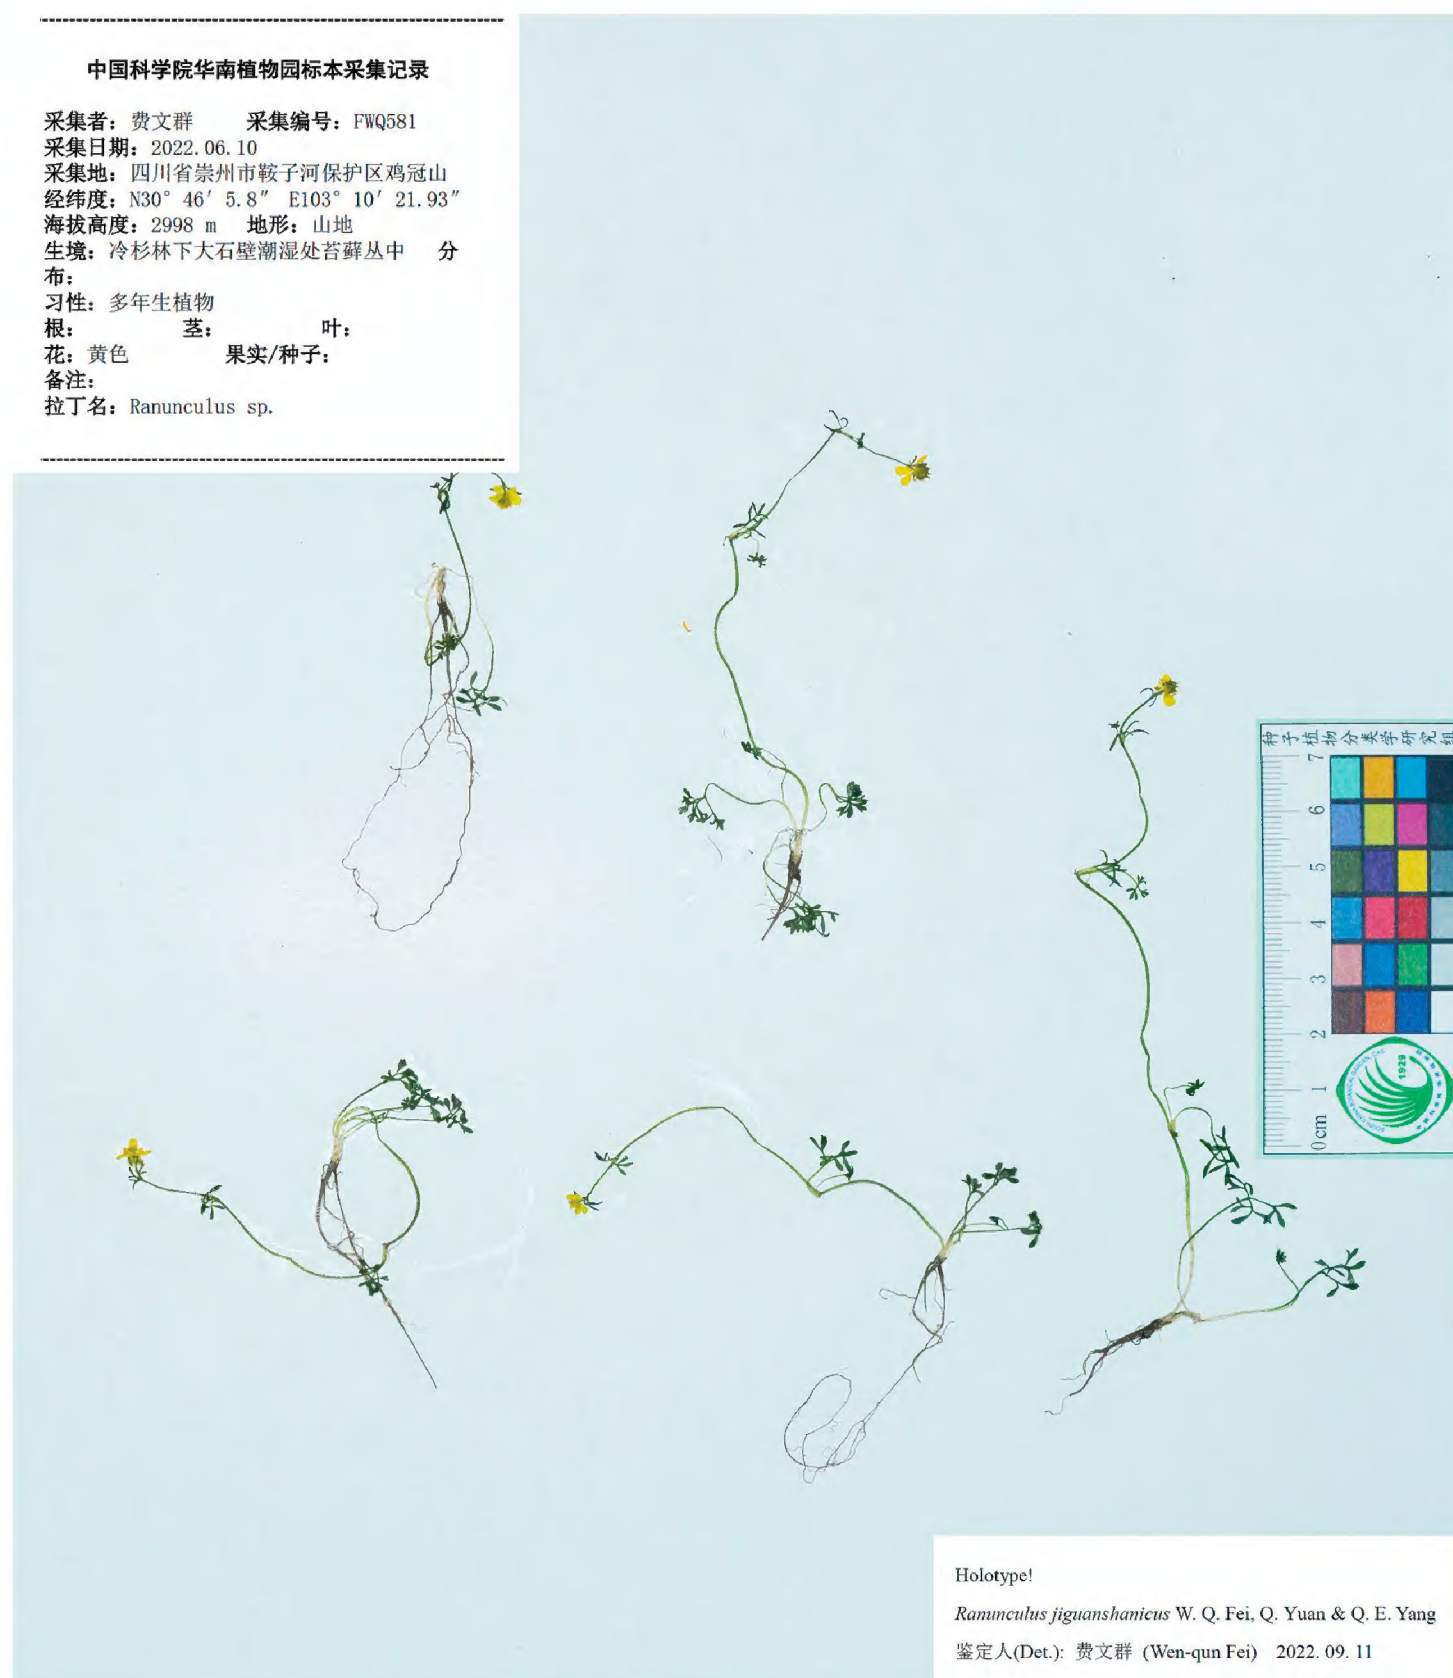 中国科学院华南植物园标本采集记录
采集者：费文群 采集编号：FWQ581
采集日期：2022.06.10
采集地：四川省崇州市鞍子河保护区鸡冠山
经纬度：N30° 46′ 5.8″ E103° 10′ 21.93″
海拔高度：2998 m 地形：山地
生境：冷杉林下大石壁潮湿处苔藓丛中 分
布：
习性：多年生植物
根： 茎： 叶：
花：黄色 果实/种子：
备注：
拉丁名：Ranunculus sp.
种子植物分类学研究组
7
6
5
4
3
2
1
0cm
1929
Holotype!
Ranunculus jiguanshanicus W. Q. Fei, Q. Yuan & Q. E. Yang
鉴定人(Det.): 费文群 (Wen-qun Fei) 2022. 09. 11